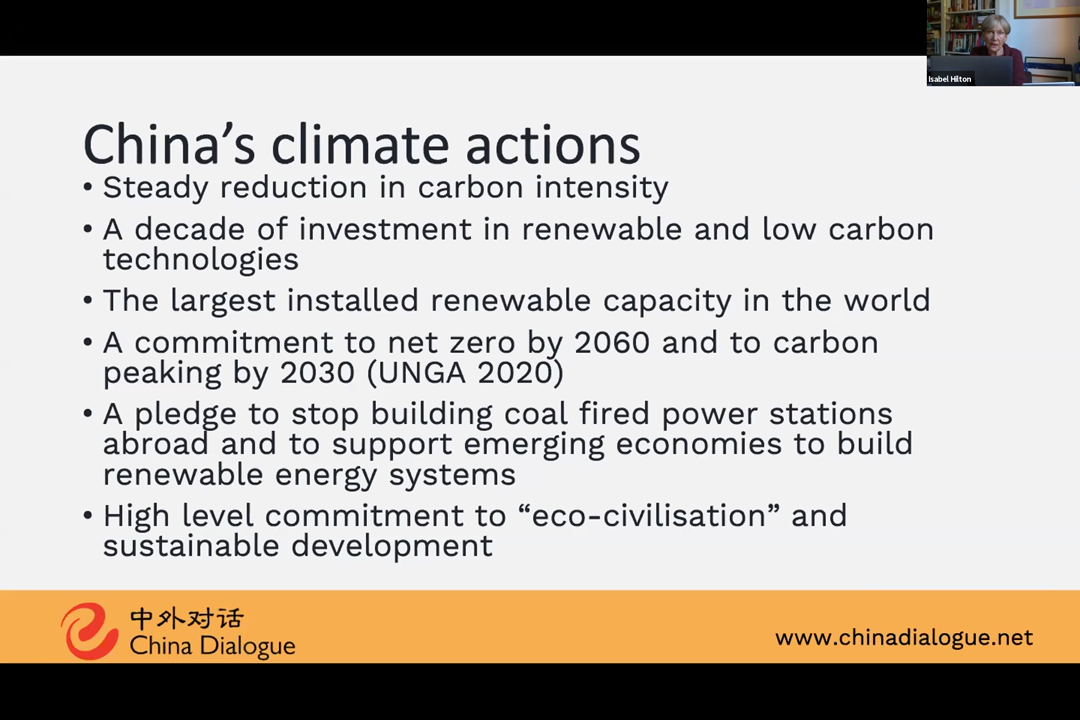 Isabel Hilton
China’s climate actions
• Steady reduction in carbon intensity
• A decade of investment in renewable and low carbon
technologies
• The largest installed renewable capacity in the world
• A commitment to net zero by 2060 and to carbon
peaking by 2030 (UNGA 2020)
• A pledge to stop building coal fired power stations
abroad and to support emerging economies to build
renewable energy systems
• High level commitment to “eco-civilisation” and
sustainable development
中外对话
China Dialogue
www.chinadialogue.net